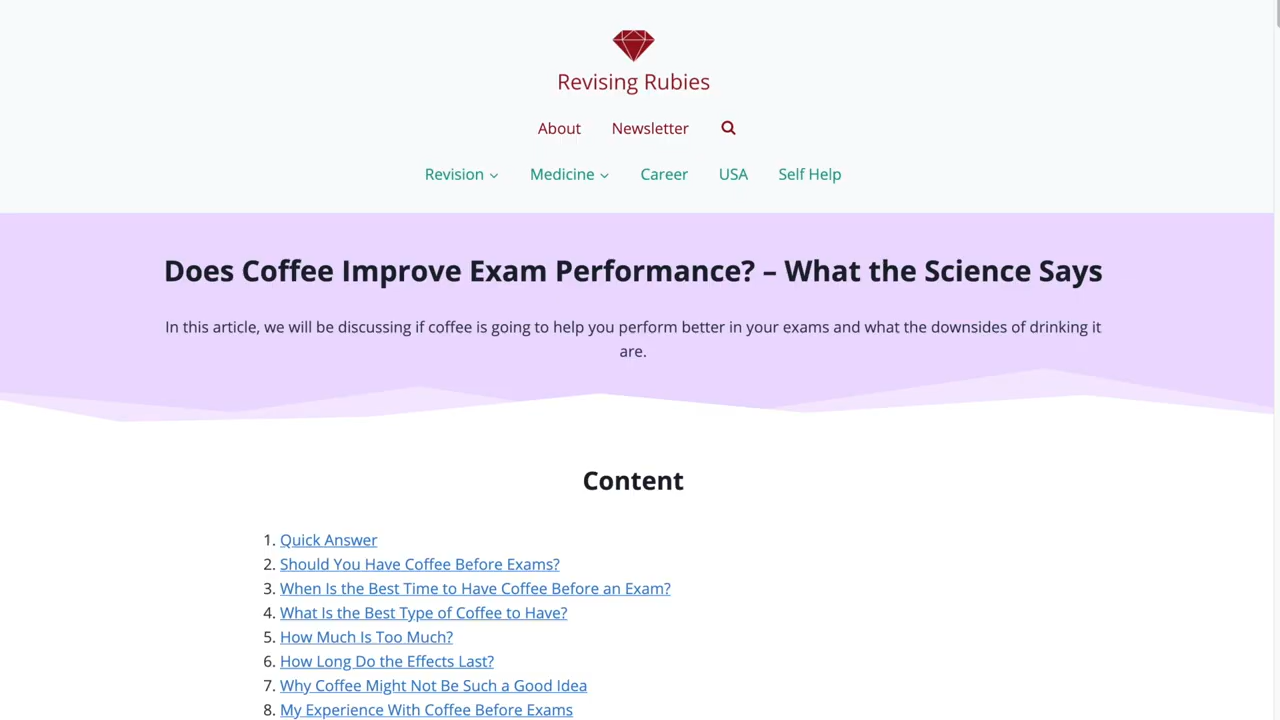 Revising Rubies
About Newsletter
Revision Medicine Career USA Self Help
Does Coffee Improve Exam Performance? – What the Science Says
In this article, we will be discussing if coffee is going to help you perform better in your exams and what the downsides of drinking it
are.
Content
1. Quick Answer
2. Should You Have Coffee Before Exams?
3. When Is the Best Time to Have Coffee Before an Exam?
4. What Is the Best Type of Coffee to Have?
5. How Much Is Too Much?
6. How Long Do the Effects Last?
7. Why Coffee Might Not Be Such a Good Idea
8. My Experience With Coffee Before Exams